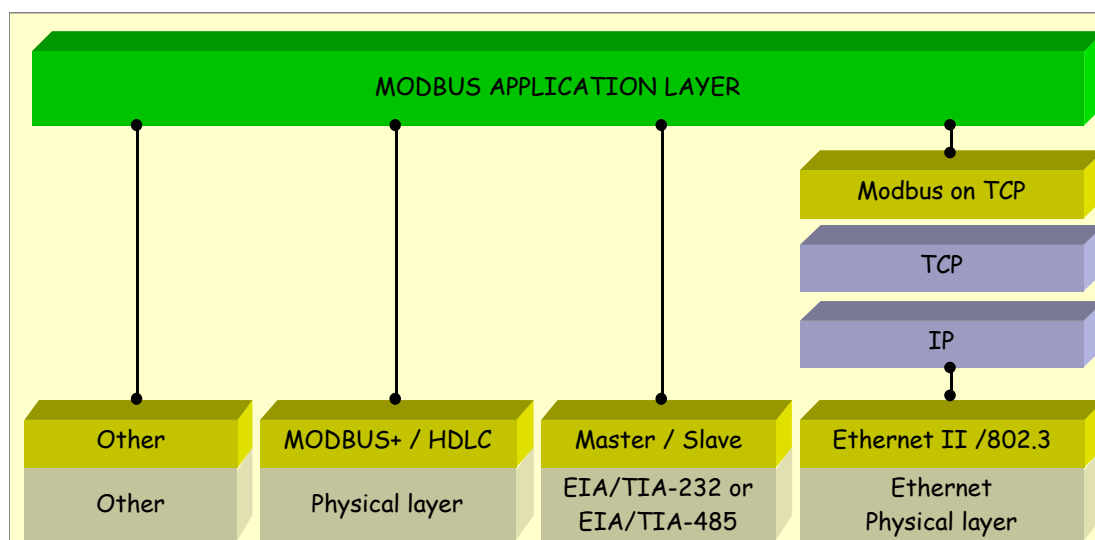 MODBUS APPLICATION LAYER
Modbus on TCP
TCP
IP
Other
MODBUS+ / HDLC
Master / Slave
Ethernet II /802.3
Other
Physical layer
EIA/TIA-232 or
EIA/TIA-485
Ethernet
Physical layer